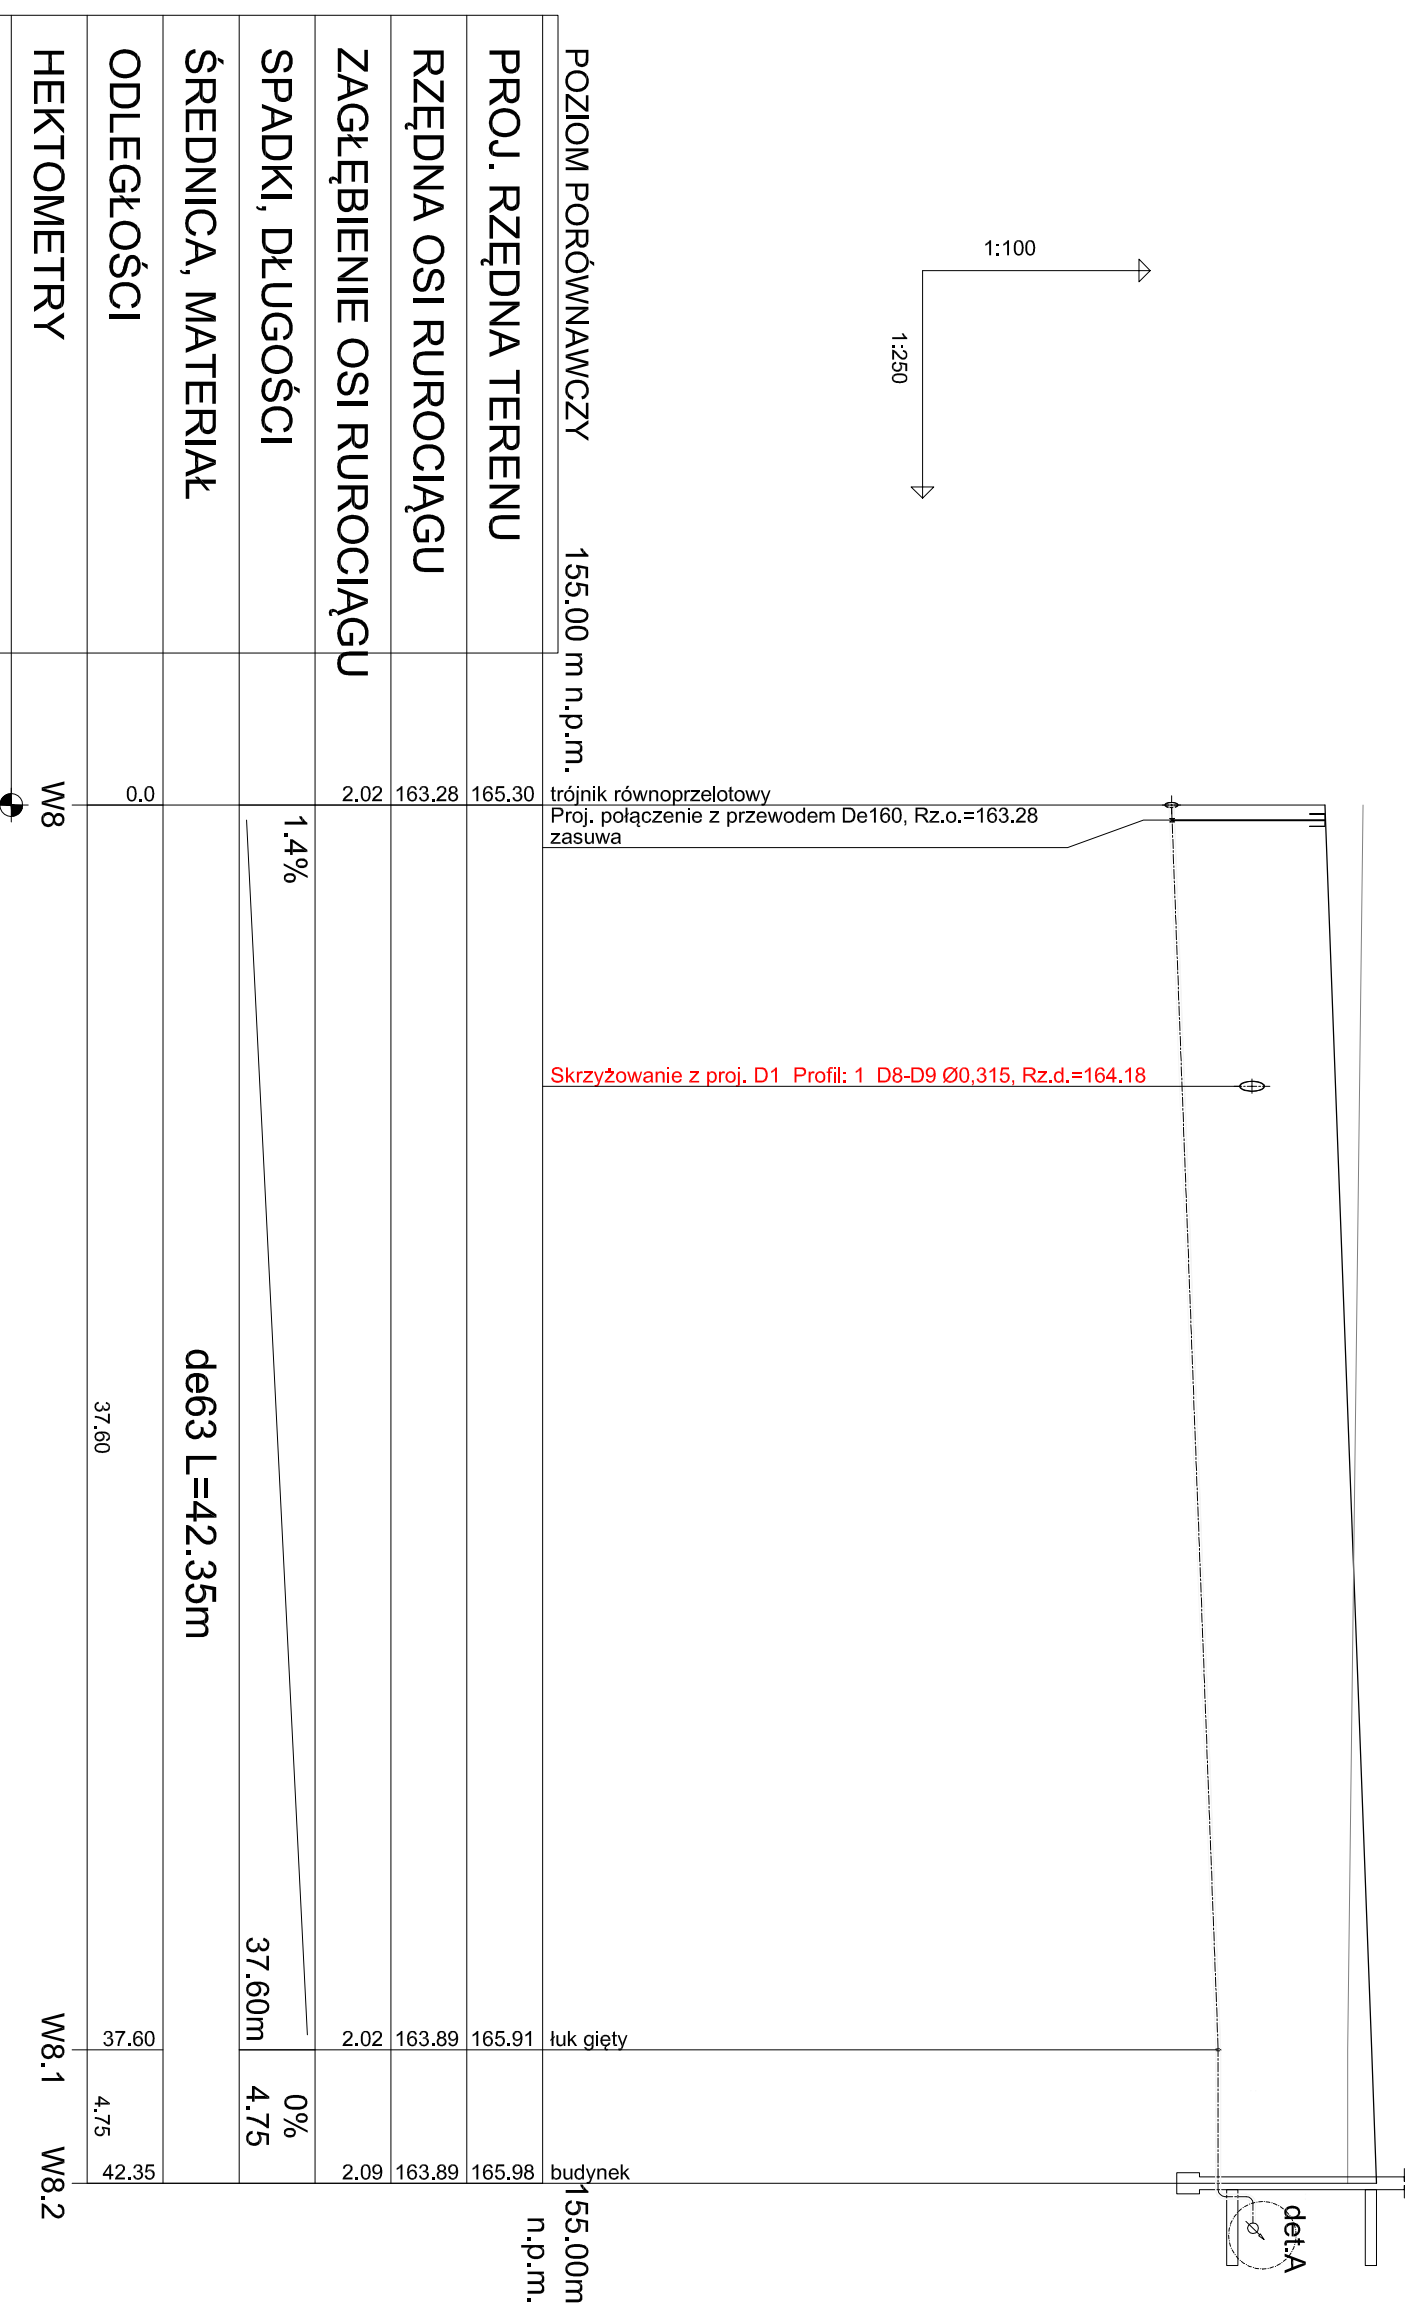 1:100
1:250
POZIOM PORÓWNAWCZY 155.00 m n.p.m.
155.00m
n.p.m.
det.A
trójnik równoprzelotowy
Proj. połączenie z przewodem De160, Rz.o.=163.28
zasuwa
Skrzyżowanie z proj. D1 Profil: 1 D8-D9 Ø0,315, Rz.d.=164.18
łuk gięty
budynek
PROJ. RZĘDNA TERENU 165.30 165.91 165.98
RZĘDNA OSI RUROCIĄGU 163.28 163.89 163.89
ZAGŁĘBIENIE OSI RUROCIĄGU 2.02 2.02 2.09
SPADKI, DŁUGOŚCI 1.4% 37.60m 0% 4.75
ŚREDNICA, MATERIAŁ de63 L=42.35m
ODLEGŁOŚCI 0.0 37.60 37.60 4.75 42.35
HEKTOMETRY W8 W8.1 W8.2